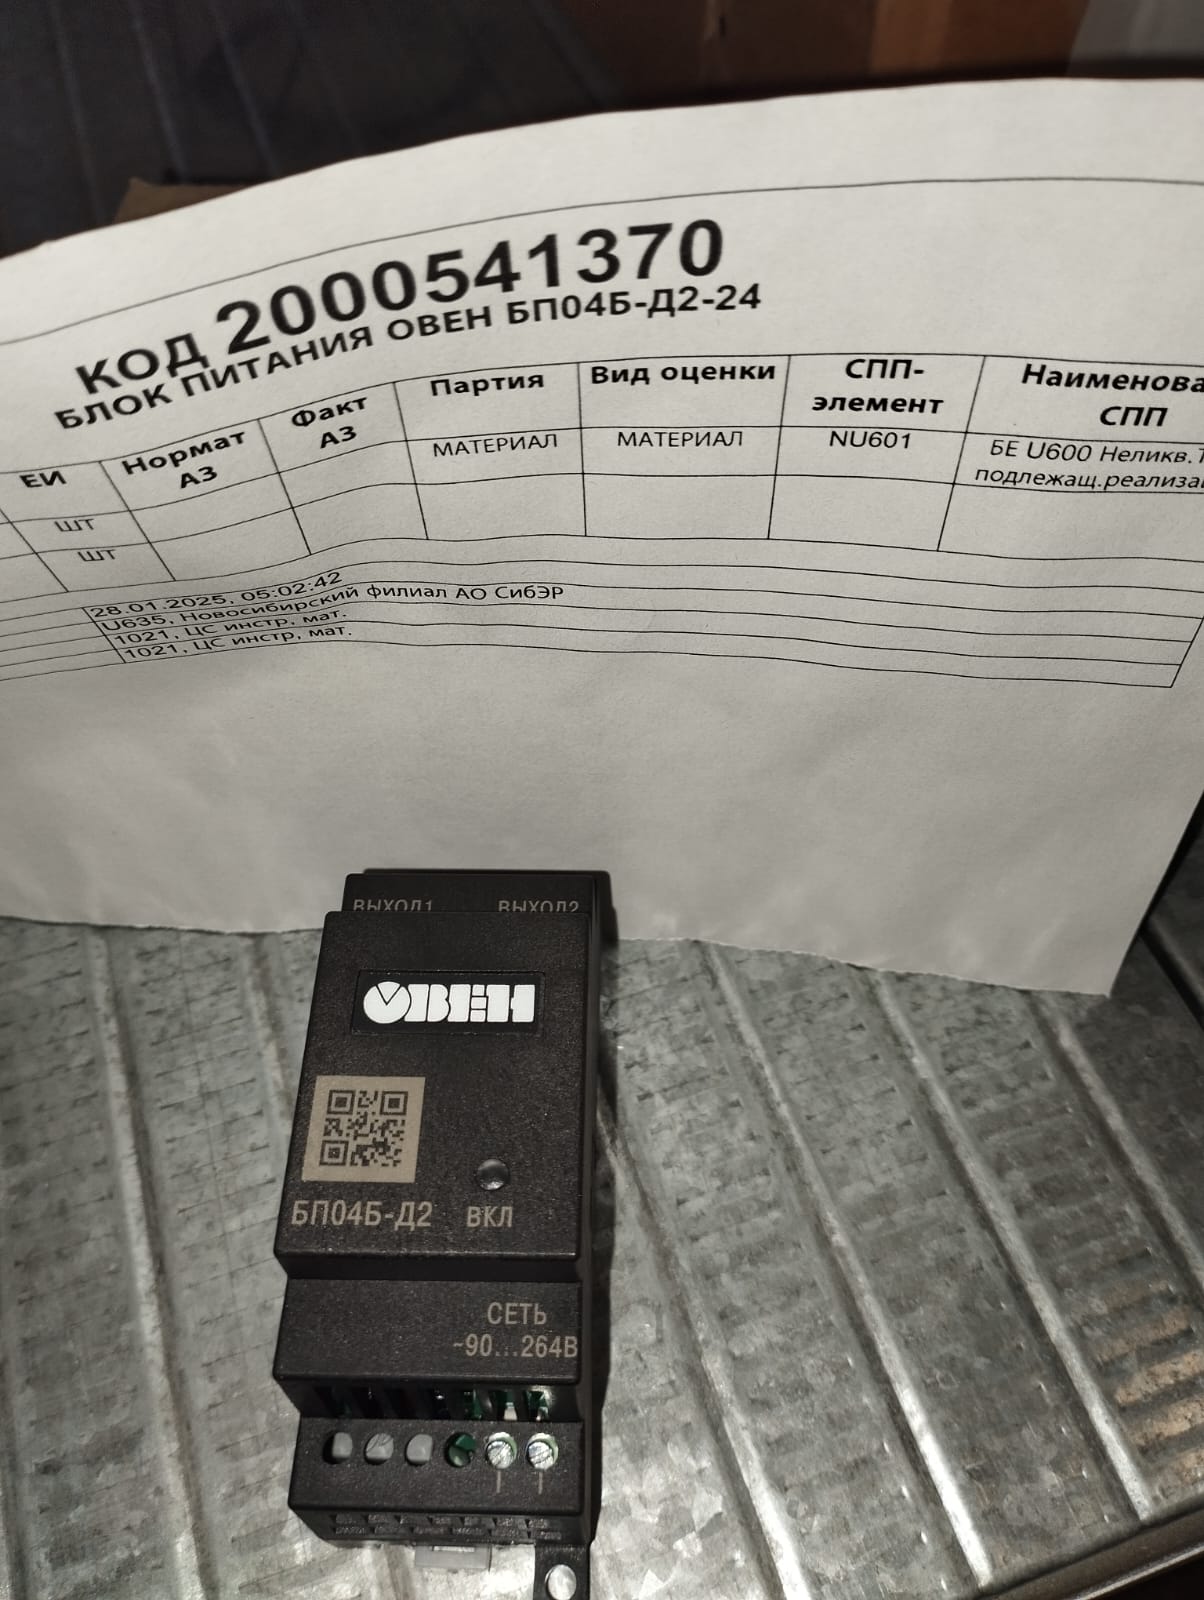 КОД 2000541370
БЛОК ПИТАНИЯ ОВЕН БП04Б-Д2-24
ЕИ Нормат АЗ Факт АЗ Партия Вид оценки СПП-элемент Наименова СПП
ШТ МАТЕРИАЛ МАТЕРИАЛ NU601 БЕ U600 Неликв.Т
подлежащ.реализа
ШТ
28.01.2025, 05:02:42
U635, Новосибирский филиал АО СибЭР
1021, ЦС инстр, мат.
1021, ЦС инстр, мат.
ВЫХОД1 ВЫХОД2
ОВЕН
БП04Б-Д2 ВКЛ
СЕТЬ
~90...264В